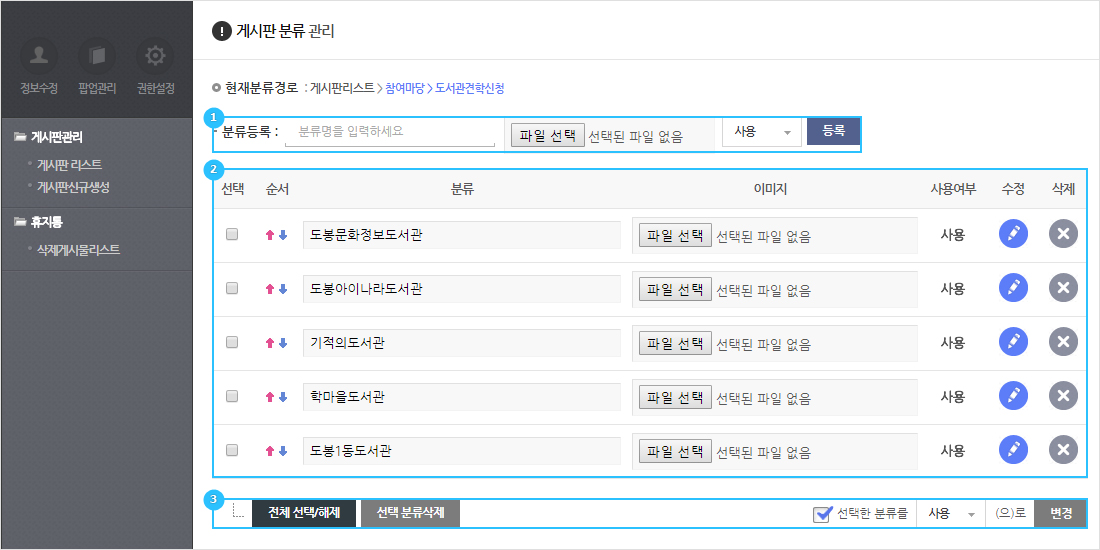 정보수정 팝업관리 권한설정
게시판관리
게시판 리스트
게시판신규생성
휴지통
삭제게시물리스트
! 게시판 분류 관리
현재분류경로 : 게시판리스트 > 참여마당 > 도서관견학신청
1
분류등록 : 분류명을 입력하세요 파일 선택 선택된 파일 없음 사용 등록
2
선택 순서 분류 이미지 사용여부 수정 삭제
도봉문화정보도서관 파일 선택 선택된 파일 없음 사용
도봉아이나라도서관 파일 선택 선택된 파일 없음 사용
기적의도서관 파일 선택 선택된 파일 없음 사용
학마을도서관 파일 선택 선택된 파일 없음 사용
도봉1동도서관 파일 선택 선택된 파일 없음 사용
3
전체 선택/해제 선택 분류삭제 선택한 분류를 사용 (으)로 변경